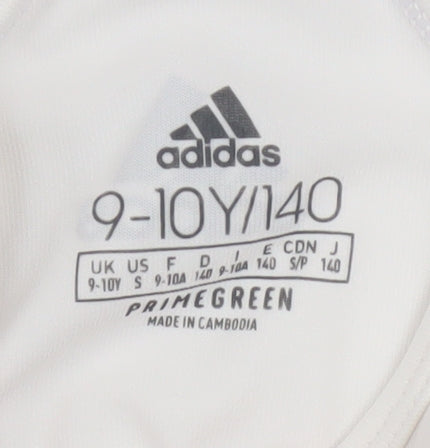 adidas
9-10Y/140
UK US F D I E CDN J
9-10Y S 9-10A 140 9-10A 140 S/P 140
PRIMEGREEN
MADE IN CAMBODIA